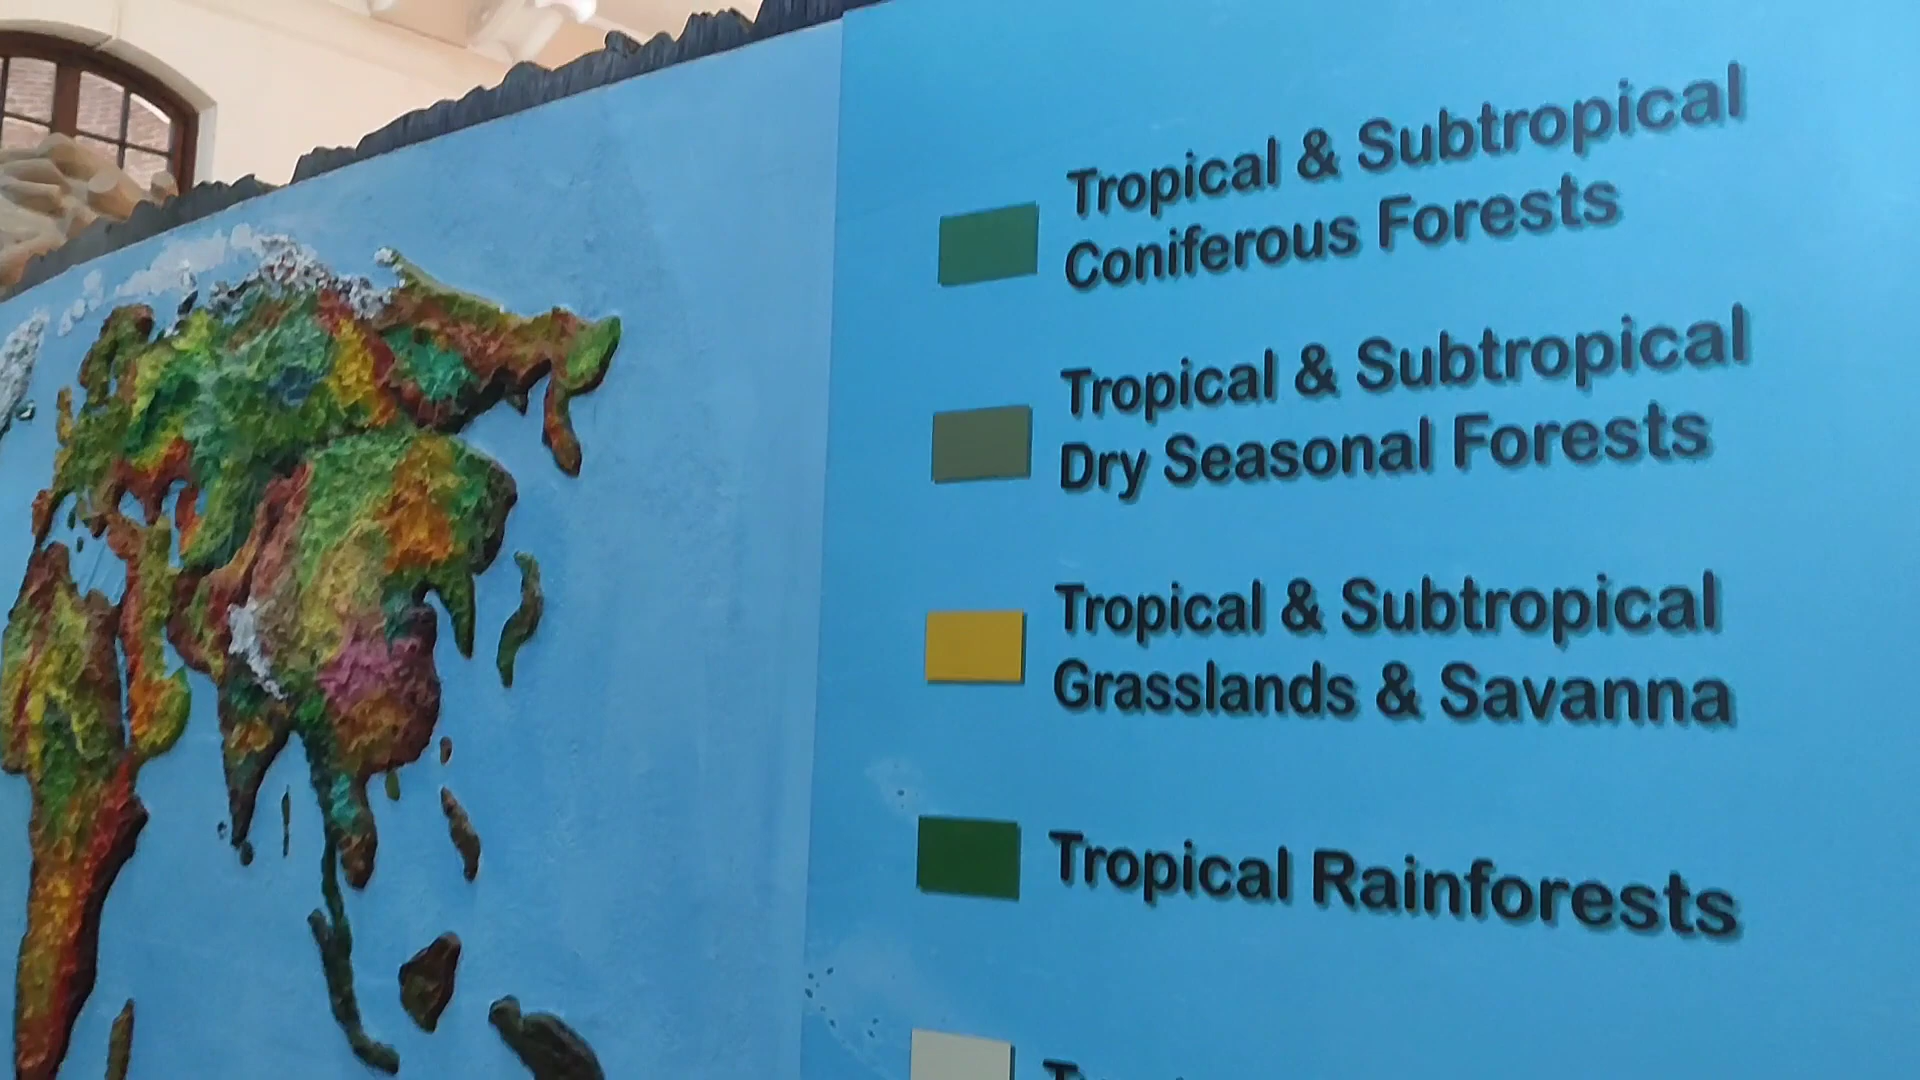 Tropical & Subtropical
Coniferous Forests
Tropical & Subtropical
Dry Seasonal Forests
Tropical & Subtropical
Grasslands & Savanna
Tropical Rainforests